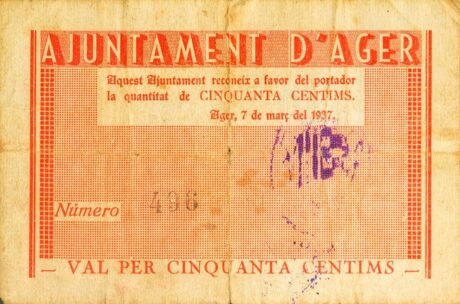 AJUNTAMENT D'AGER
Aquest Ajuntament reconeix a favor del portador
la quantitat de CINQUANTA CENTIMS.
Ager, 7 de març del 1937.
Número 496
— VAL PER CINQUANTA CENTIMS —